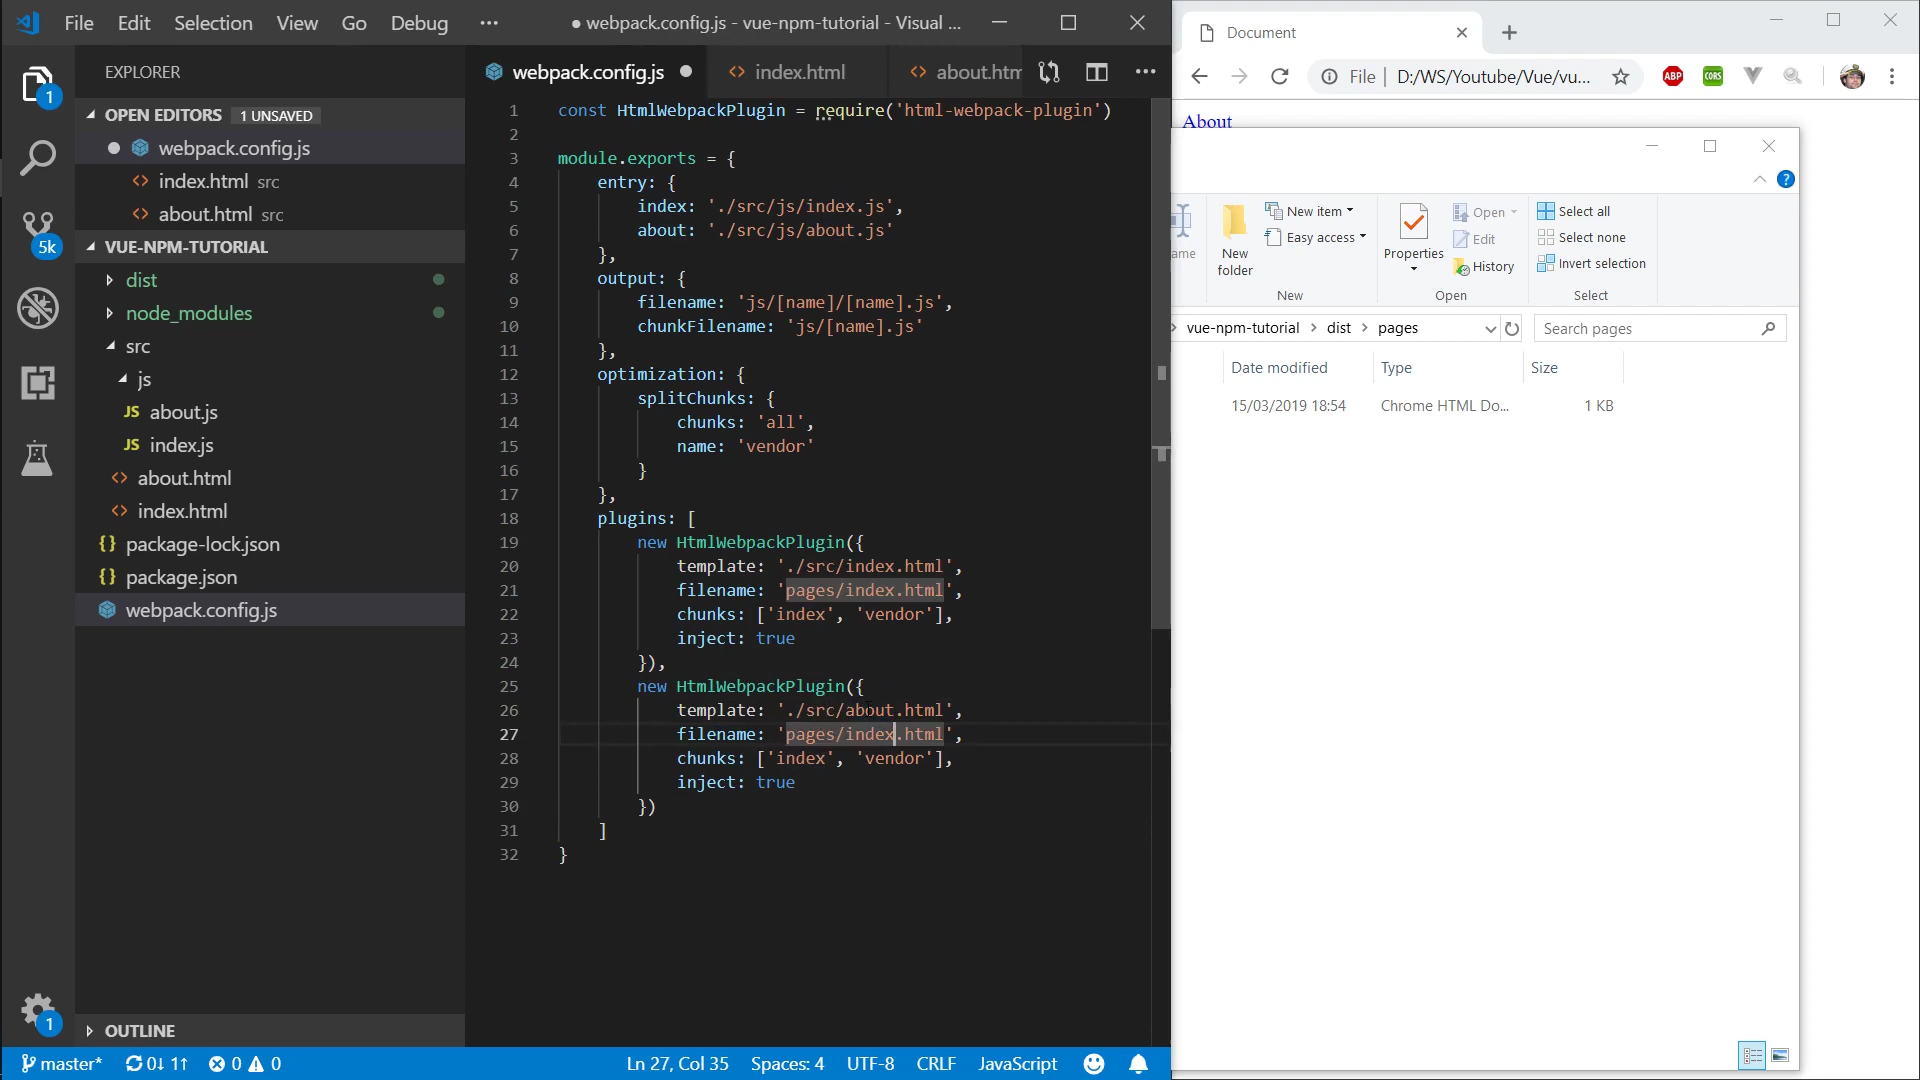 File Edit Selection View Go Debug ··· ● webpack.config.js - vue-npm-tutorial - Visual ...
EXPLORER
OPEN EDITORS 1 UNSAVED
webpack.config.js
index.html src
about.html src
VUE-NPM-TUTORIAL
dist
node_modules
src
js
JS about.js
JS index.js
<> about.html
<> index.html
{} package-lock.json
{} package.json
webpack.config.js
OUTLINE
1
5k
1
webpack.config.js ● <> index.html <> about.htm
1 const HtmlWebpackPlugin = require('html-webpack-plugin')
2
3 module.exports = {
4 entry: {
5 index: './src/js/index.js',
6 about: './src/js/about.js'
7 },
8 output: {
9 filename: 'js/[name]/[name].js',
10 chunkFilename: 'js/[name].js'
11 },
12 optimization: {
13 splitChunks: {
14 chunks: 'all',
15 name: 'vendor'
16 }
17 },
18 plugins: [
19 new HtmlWebpackPlugin({
20 template: './src/index.html',
21 filename: 'pages/index.html',
22 chunks: ['index', 'vendor'],
23 inject: true
24 }),
25 new HtmlWebpackPlugin({
26 template: './src/about.html',
27 filename: 'pages/index.html',
28 chunks: ['index', 'vendor'],
29 inject: true
30 })
31 ]
32 }
master* 0↓ 1↑ 0 0 Ln 27, Col 35 Spaces: 4 UTF-8 CRLF JavaScript
Document
File | D:/WS/Youtube/Vue/vu... ABP CORS
About
ame
New folder
New item
Easy access
New
Properties
Open
Edit
History
Open
Select all
Select none
Invert selection
Select
vue-npm-tutorial > dist > pages Search pages
Date modified Type Size
15/03/2019 18:54 Chrome HTML Do... 1 KB